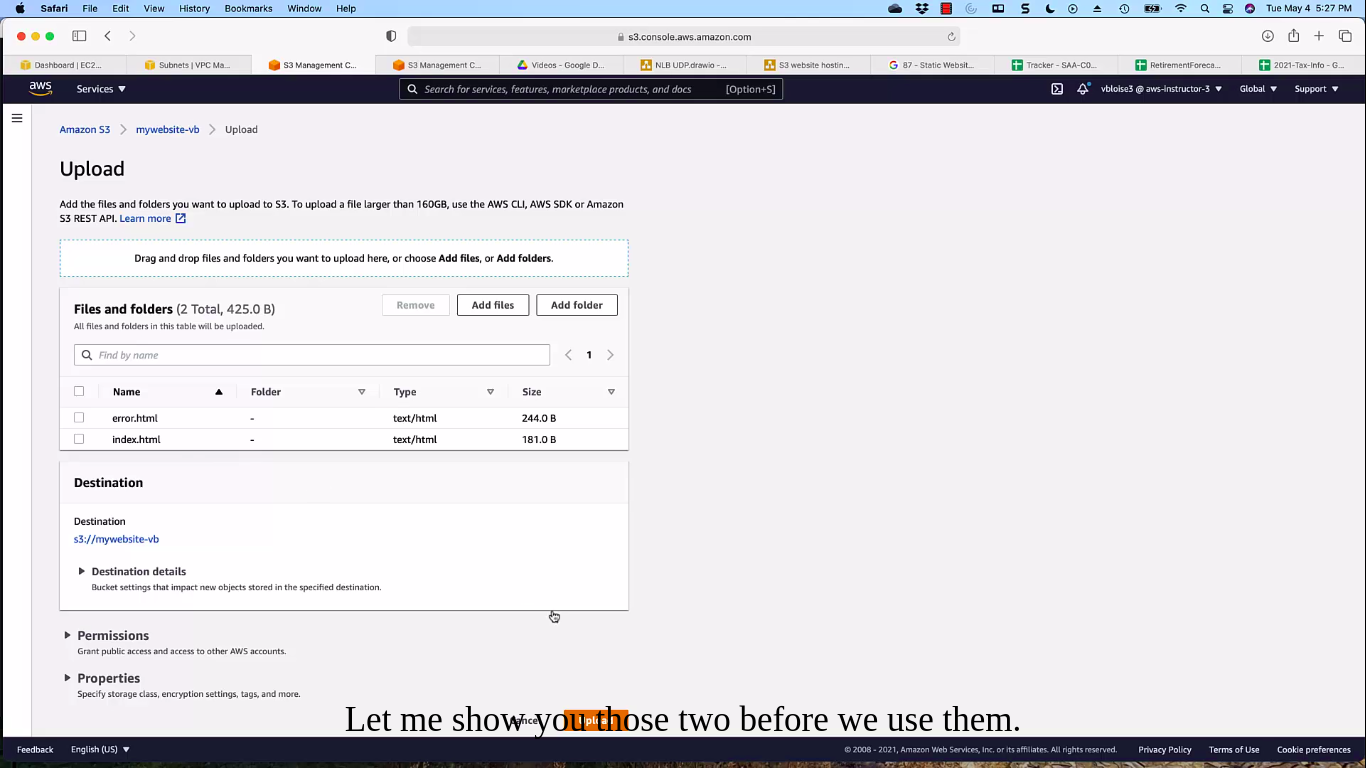 Safari File Edit View History Bookmarks Window Help Tue May 4 5:27 PM
s3.console.aws.amazon.com
Dashboard | EC2... Subnets | VPC Ma... S3 Management C... S3 Management C... Videos - Google D... NLB UDP.drawio -... S3 website hostin... 87 - Static Websit... Tracker - SAA-C0... RetirementForeca... 2021-Tax-Info - G...
aws Services Search for services, features, marketplace products, and docs [Option+S] vbloise3 @ aws-instructor-3 Global Support
Amazon S3 mywebsite-vb Upload
Upload
Add the files and folders you want to upload to S3. To upload a file larger than 160GB, use the AWS CLI, AWS SDK or Amazon
S3 REST API. Learn more
Drag and drop files and folders you want to upload here, or choose Add files, or Add folders.
Files and folders (2 Total, 425.0 B) Remove Add files Add folder
All files and folders in this table will be uploaded.
Find by name 1
Name Folder Type Size
error.html - text/html 244.0 B
index.html - text/html 181.0 B
Destination
Destination
s3://mywebsite-vb
Destination details
Bucket settings that impact new objects stored in the specified destination.
Permissions
Grant public access and access to other AWS accounts.
Properties
Specify storage class, encryption settings, tags, and more.
Cancel Upload
Let me show you those two before we use them.
Feedback English (US) © 2008 - 2021, Amazon Web Services, Inc. or its affiliates. All rights reserved. Privacy Policy Terms of Use Cookie preferences